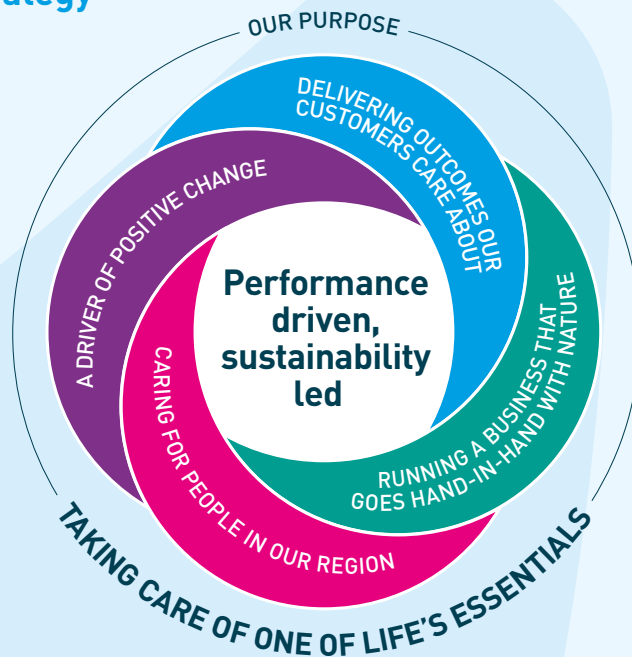 OUR PURPOSE
DELIVERING OUTCOMES OUR
CUSTOMERS CARE ABOUT
A DRIVER OF POSITIVE CHANGE
Performance
driven,
sustainability
led
RUNNING A BUSINESS THAT
GOES HAND-IN-HAND WITH NATURE
CARING FOR PEOPLE IN OUR REGION
TAKING CARE OF ONE OF LIFE'S ESSENTIALS